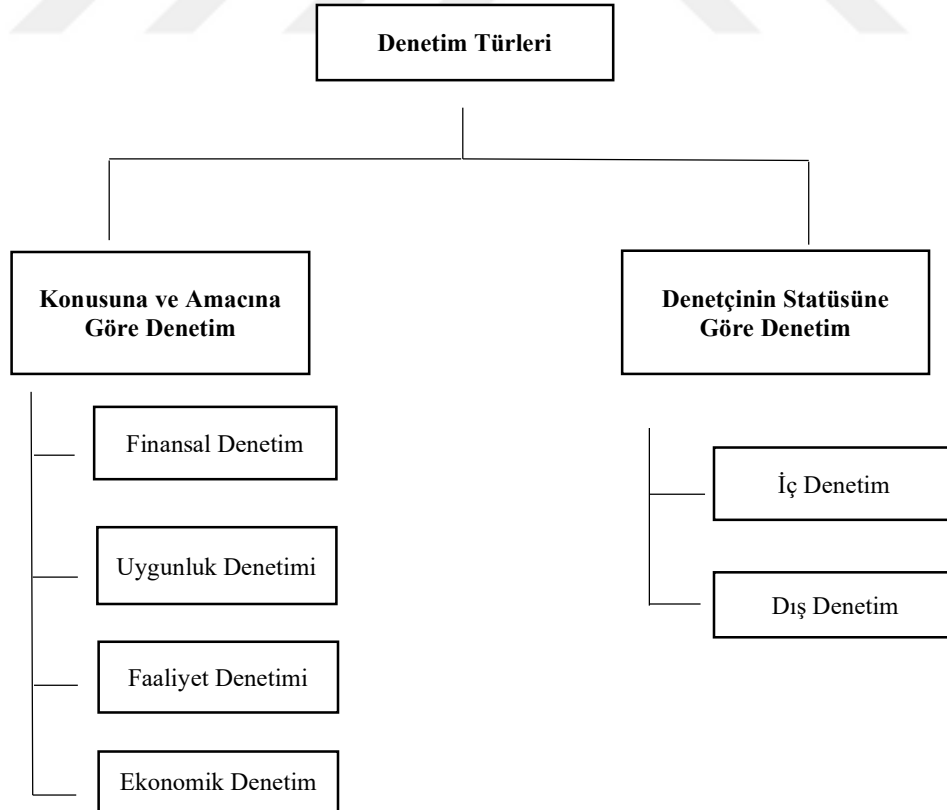 Denetim Türleri
Konusuna ve Amacına
Göre Denetim
Finansal Denetim
Uygunluk Denetimi
Faaliyet Denetimi
Ekonomik Denetim
Denetçinin Statüsüne
Göre Denetim
İç Denetim
Dış Denetim